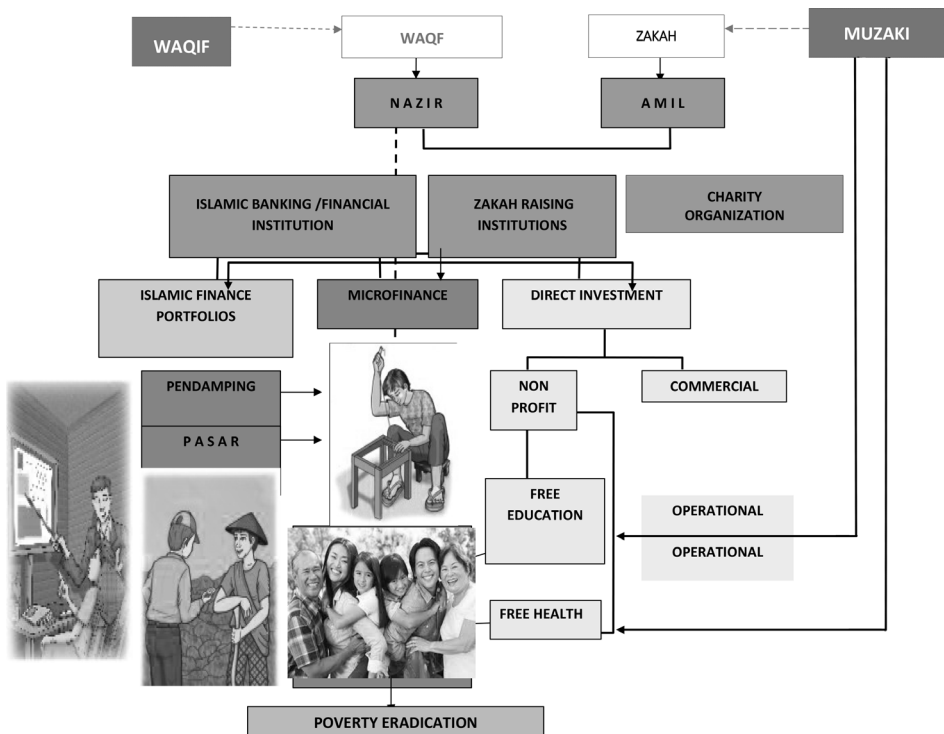 WAQIF
WAQF
ZAKAH
MUZAKI
N A Z I R
A M I L
ISLAMIC BANKING /FINANCIAL
INSTITUTION
ZAKAH RAISING
INSTITUTIONS
CHARITY
ORGANIZATION
ISLAMIC FINANCE
PORTFOLIOS
MICROFINANCE
DIRECT INVESTMENT
PENDAMPING
P A S A R
NON
PROFIT
COMMERCIAL
FREE
EDUCATION
OPERATIONAL
OPERATIONAL
FREE HEALTH
POVERTY ERADICATION